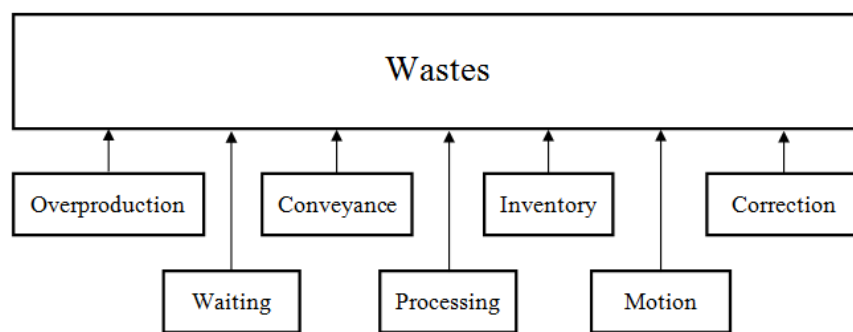 Wastes
Overproduction
Conveyance
Inventory
Correction
Waiting
Processing
Motion